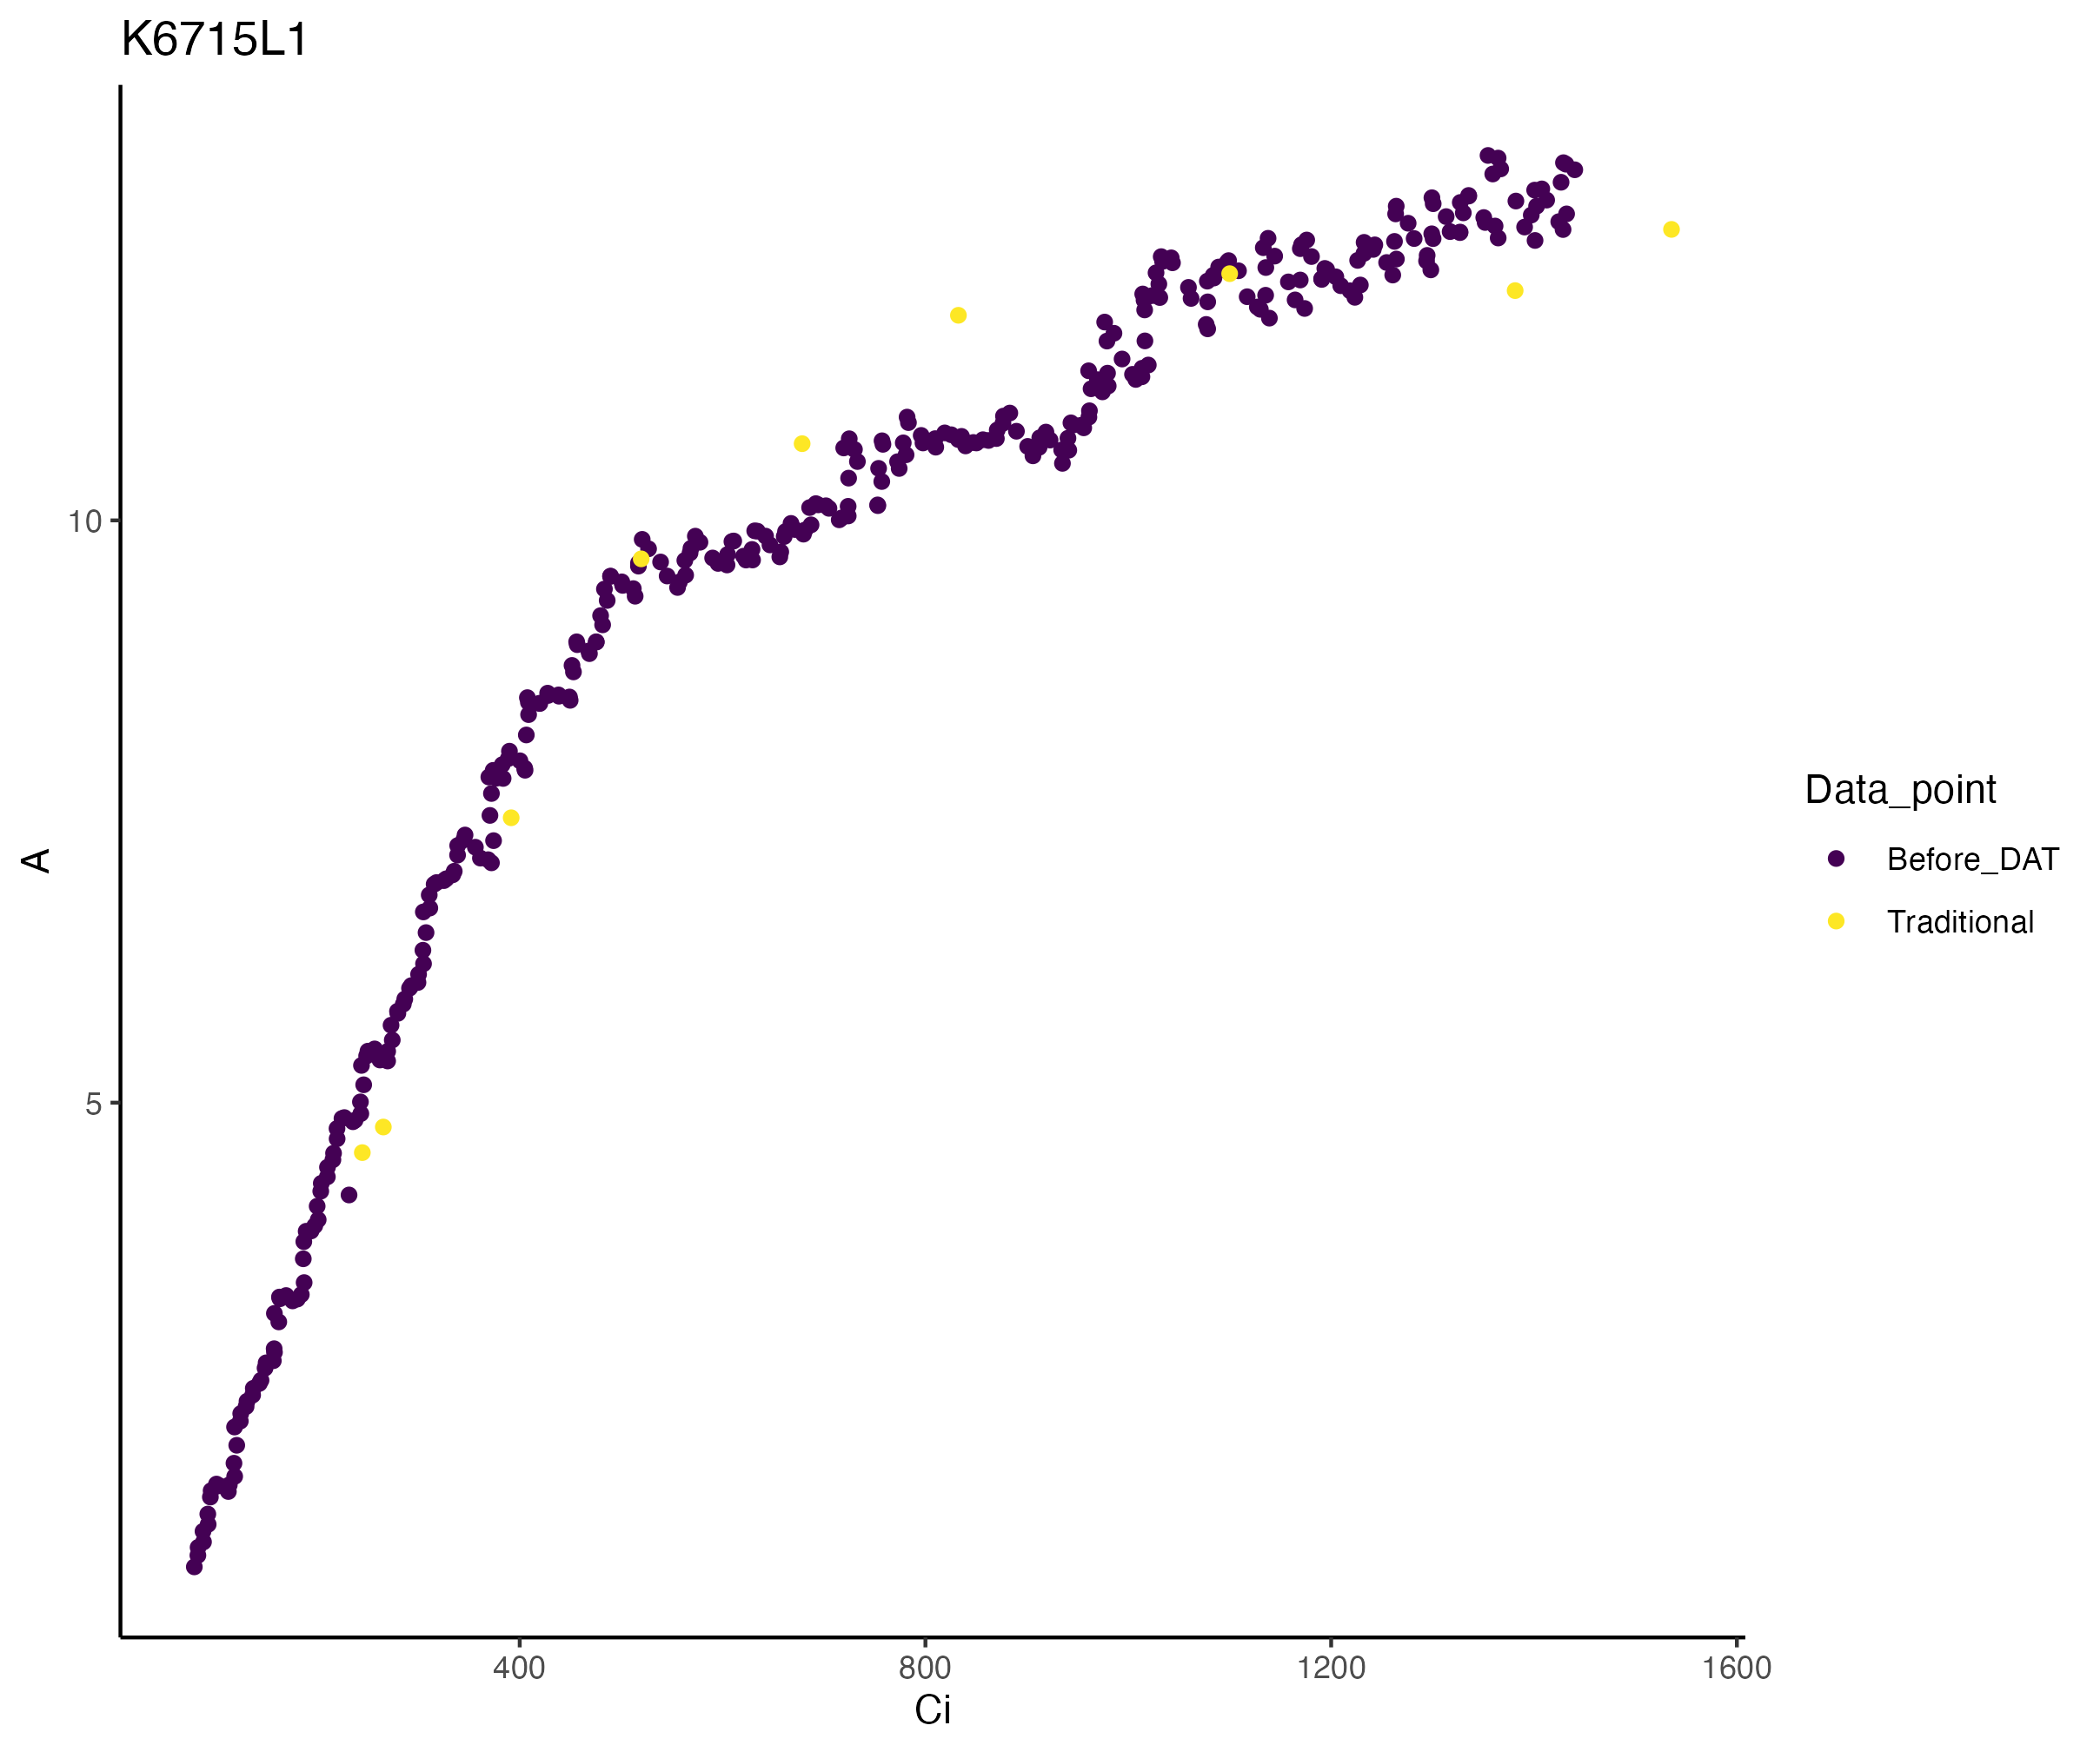 K6715L1
A
10
5
400 800 1200 1600
Ci
Data_point
Before_DAT
Traditional